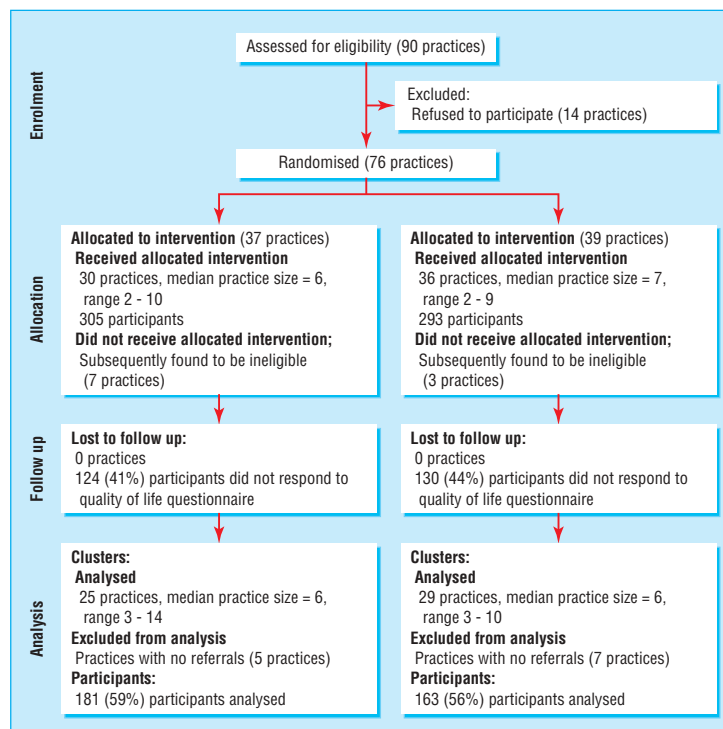 Enrolment
Assessed for eligibility (90 practices)
Excluded:
Refused to participate (14 practices)
Randomised (76 practices)
Allocation
Allocated to intervention (37 practices)
Received allocated intervention
30 practices, median practice size = 6,
range 2 - 10
305 participants
Did not receive allocated intervention;
Subsequently found to be ineligible
(7 practices)
Allocated to intervention (39 practices)
Received allocated intervention
36 practices, median practice size = 7,
range 2 - 9
293 participants
Did not receive allocated intervention;
Subsequently found to be ineligible
(3 practices)
Follow up
Lost to follow up:
0 practices
124 (41%) participants did not respond to
quality of life questionnaire
Lost to follow up:
0 practices
130 (44%) participants did not respond to
quality of life questionnaire
Analysis
Clusters:
Analysed
25 practices, median practice size = 6,
range 3 - 14
Excluded from analysis
Practices with no referrals (5 practices)
Participants:
181 (59%) participants analysed
Clusters:
Analysed
29 practices, median practice size = 6,
range 3 - 10
Excluded from analysis
Practices with no referrals (7 practices)
Participants:
163 (56%) participants analysed